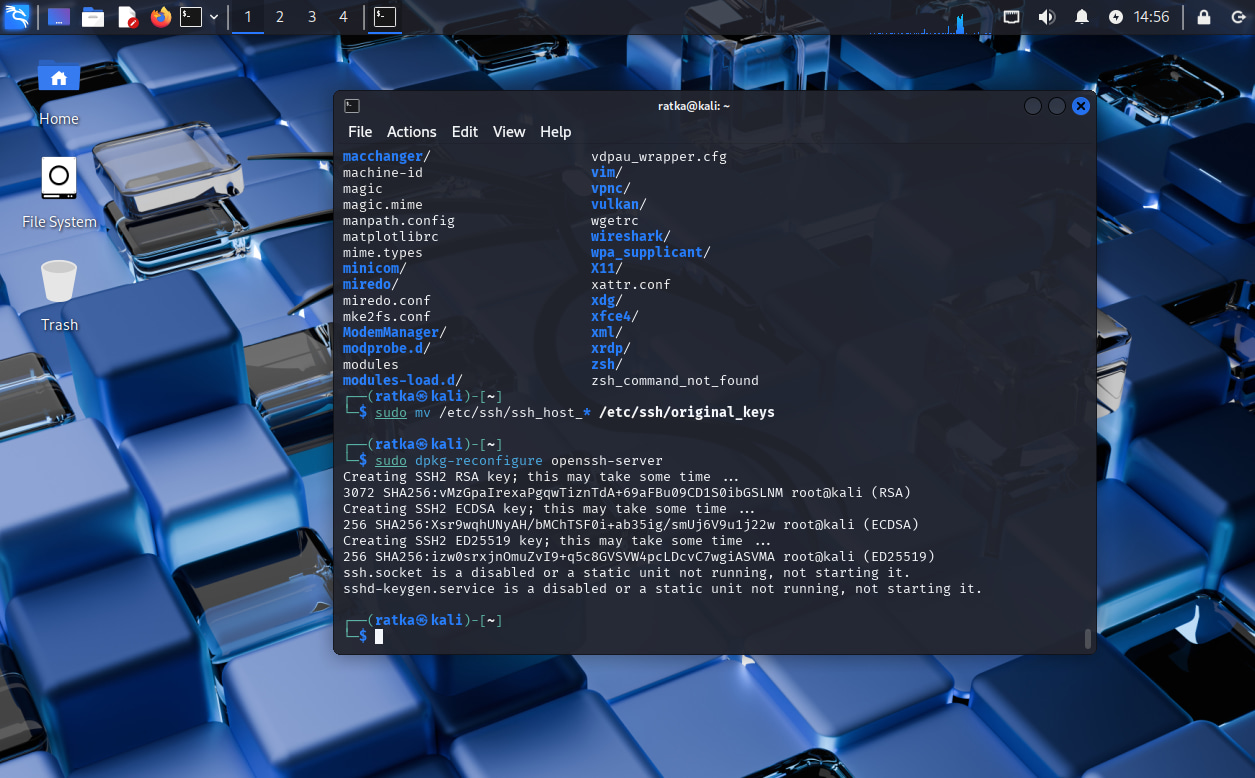 1 2 3 4 14:56
Home
File System
Trash
ratka@kali: ~
File Actions Edit View Help
macchanger/ vdpau_wrapper.cfg
machine-id vim/
magic vpnc/
magic.mime vulkan/
manpath.config wgetrc
matplotlibrc wireshark/
mime.types wpa_supplicant/
minicom/ X11/
miredo/ xattr.conf
miredo.conf xdg/
mke2fs.conf xfce4/
ModemManager/ xml/
modprobe.d/ xrdp/
modules zsh/
modules-load.d/ zsh_command_not_found
┌──(ratka㉿kali)-[~]
└─$ sudo mv /etc/ssh/ssh_host_* /etc/ssh/original_keys
┌──(ratka㉿kali)-[~]
└─$ sudo dpkg-reconfigure openssh-server
Creating SSH2 RSA key; this may take some time ...
3072 SHA256:vMzGpaIrexaPgqwTiznTdA+69aFBu09CD1S0ibGSLNM root@kali (RSA)
Creating SSH2 ECDSA key; this may take some time ...
256 SHA256:Xsr9wqhUNyAH/bMChTSF0i+ab35ig/smUj6V9u1j22w root@kali (ECDSA)
Creating SSH2 ED25519 key; this may take some time ...
256 SHA256:izw0srxjnOmuZvI9+q5c8GVSVW4pcLDcvC7wgiASVMA root@kali (ED25519)
ssh.socket is a disabled or a static unit not running, not starting it.
sshd-keygen.service is a disabled or a static unit not running, not starting it.
┌──(ratka㉿kali)-[~]
└─$